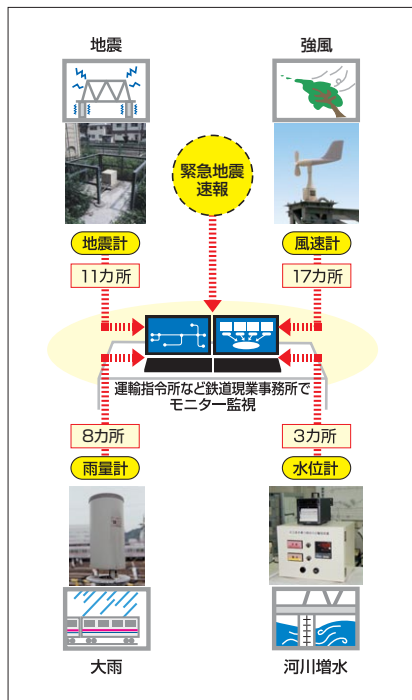 地震
強風
緊急地震
速報
地震計
風速計
11カ所
17カ所
運輸指令所など鉄道現業事務所で
モニター監視
8カ所
3カ所
雨量計
水位計
大雨
河川増水